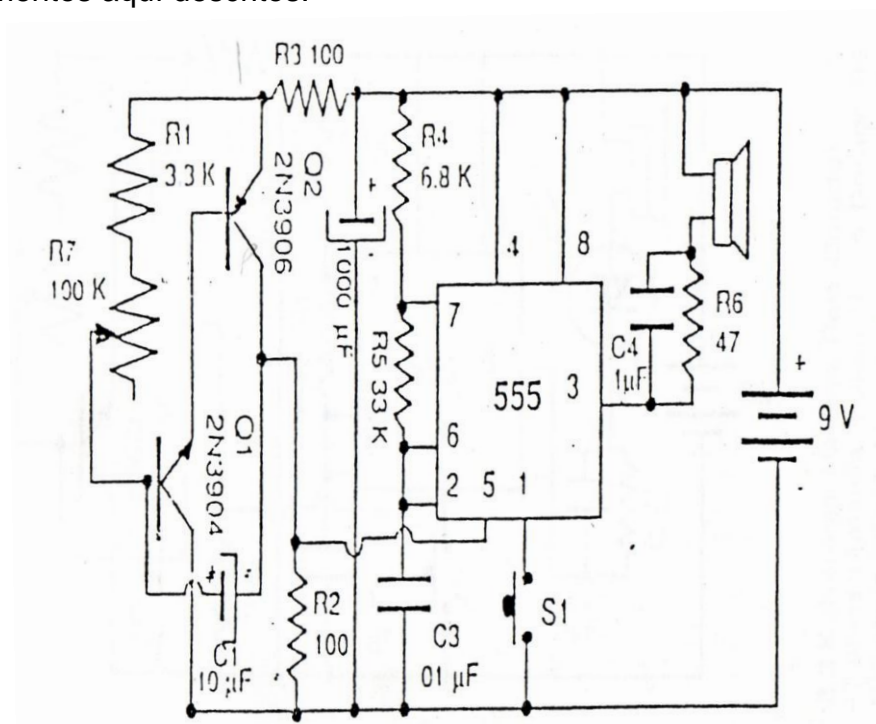 R3 100
R1
3.3 K
Q2
2N3906
R4
6.8 K
+
1000 µF
R7
100 K
4
8
7
R6
47
C4
1µF
R5 33 K
555
3
+
9 V
-
6
2
5
1
Q1
2N3904
+
-
C1
10 µF
R2
100
C3
01 µF
S1